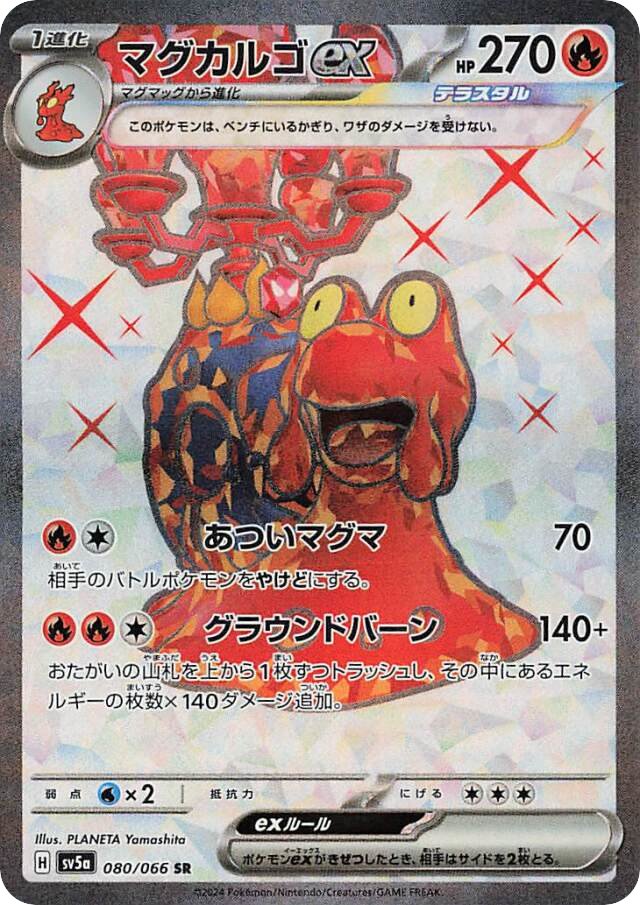 1進化
マグカルゴex
HP 270
マグマッグから進化
テラスタル
このポケモンは、ベンチにいるかぎり、ワザのダメージを受けない。
あついマグマ 70
相手のバトルポケモンをやけどにする。
グラウンドバーン 140+
おたがいの山札を上から1枚ずつトラッシュし、その中にあるエネ
ルギーの枚数×140ダメージ追加。
弱点 ×2 抵抗力 にげる
exルール
ポケモンexがきぜつしたとき、相手はサイドを2枚とる。
Illus. PLANETA Yamashita
H sv5a 080/066 SR
©2024 Pokémon/Nintendo/Creatures/GAME FREAK.